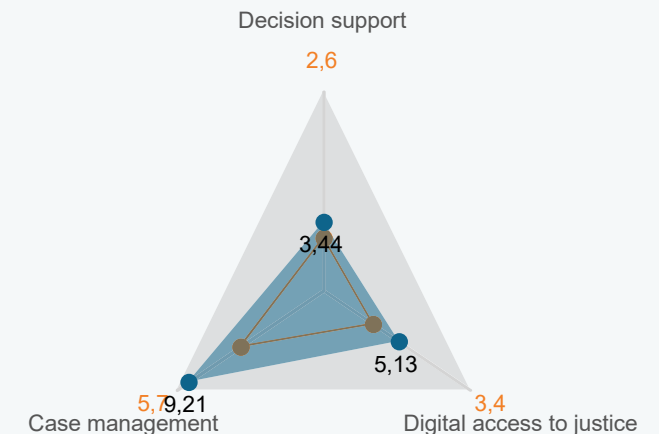 Decision support
2,6
3,44
5,13
5,7
9,21
3,4
Case management
Digital access to justice